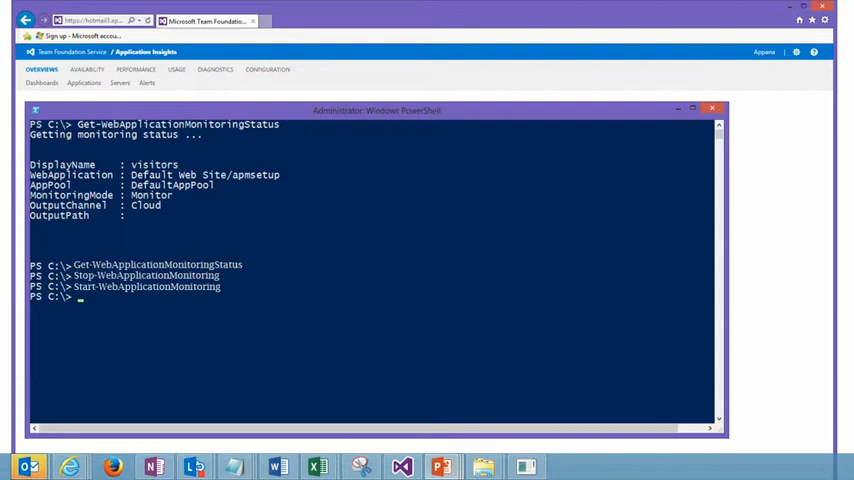 https://hotmail3.ap...
Microsoft Team Foundatio...
Sign up - Microsoft accou...
Team Foundation Service / Application Insights
Appana
OVERVIEWS AVAILABILITY PERFORMANCE USAGE DIAGNOSTICS CONFIGURATION
Dashboards Applications Servers Alerts
Administrator: Windows PowerShell
PS C:\> Get-WebApplicationMonitoringStatus
Getting monitoring status ...
DisplayName : visitors
WebApplication : Default Web Site/apmsetup
AppPool : DefaultAppPool
MonitoringMode : Monitor
OutputChannel : Cloud
OutputPath :
PS C:\> Get-WebApplicationMonitoringStatus
PS C:\> Stop-WebApplicationMonitoring
PS C:\> Start-WebApplicationMonitoring
PS C:\>